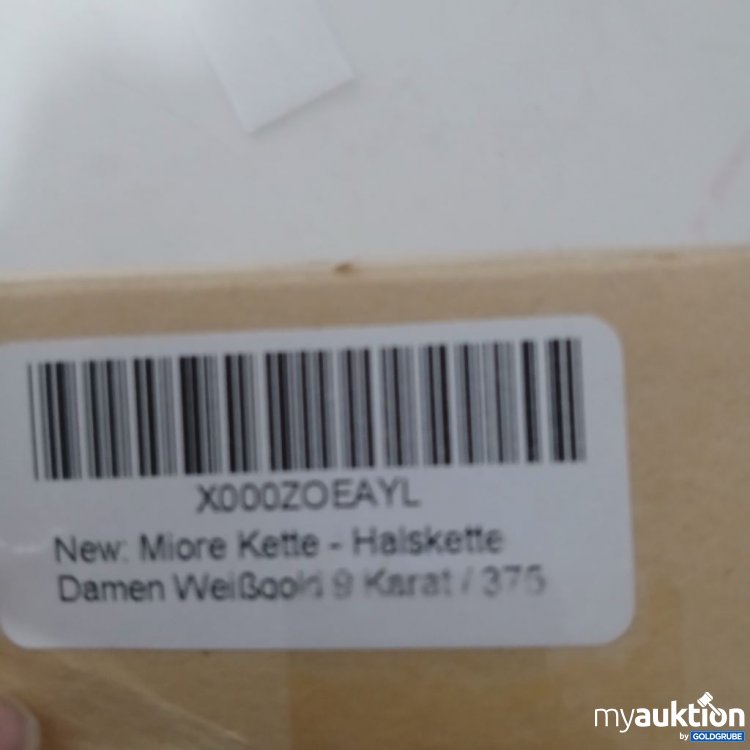 X000ZOEAYL
New: Miore Kette - Halskette
Damen Weißgold 9 Karat / 375
myauktion
by GOLDGRUBE